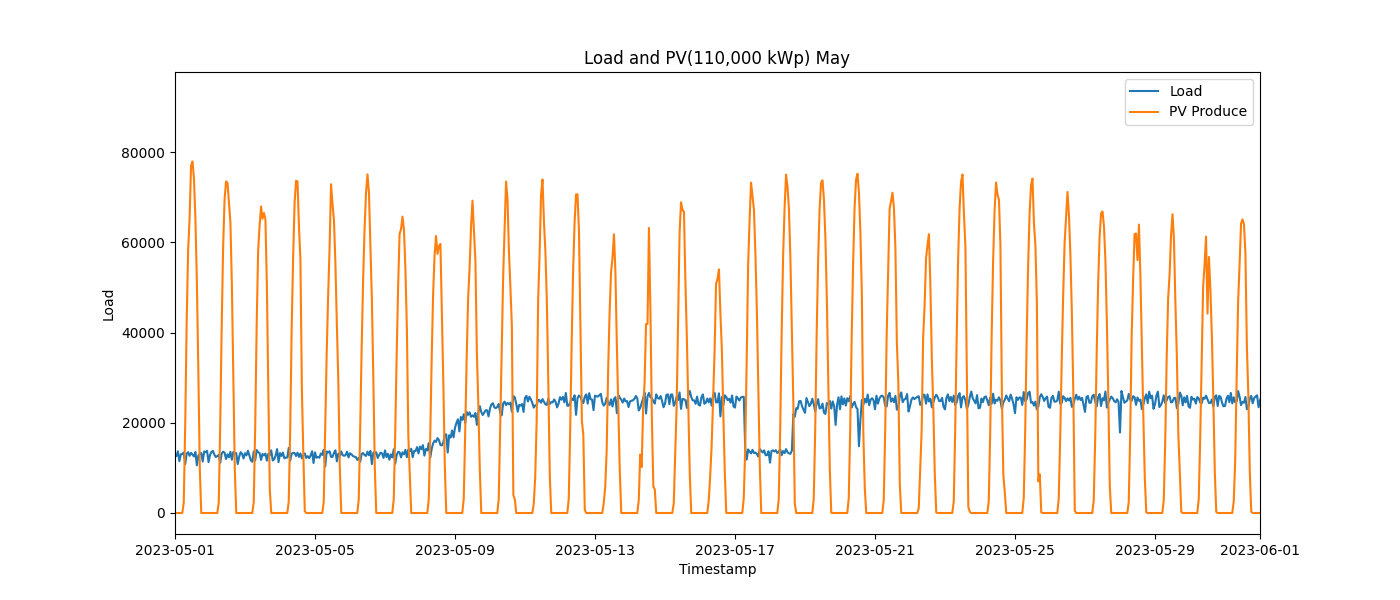 Load and PV(110,000 kWp) May
Load
PV Produce
80000
60000
40000
20000
0
Load
2023-05-01
2023-05-05
2023-05-09
2023-05-13
2023-05-17
2023-05-21
2023-05-25
2023-05-29
2023-06-01
Timestamp